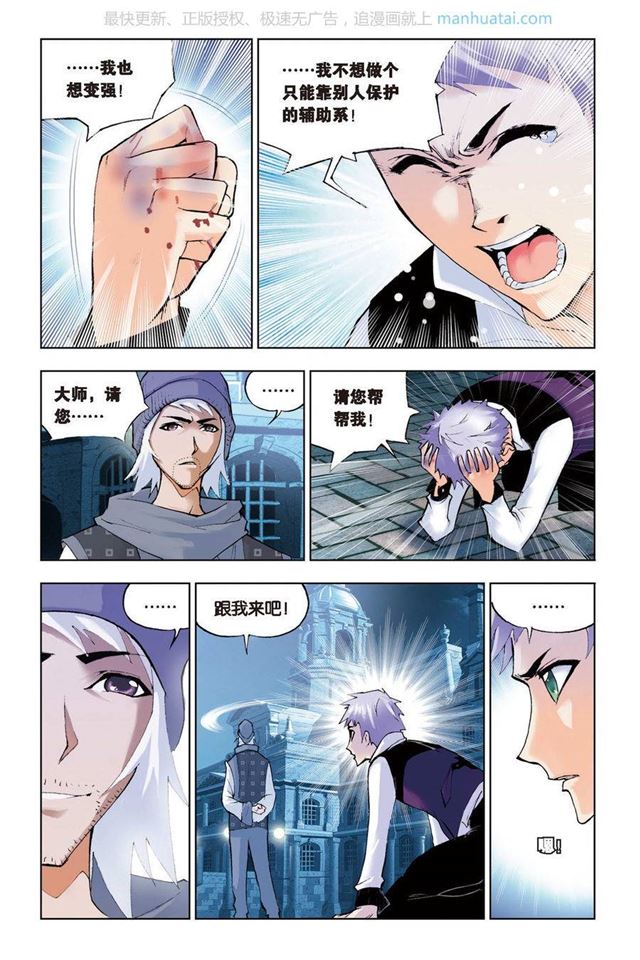 最快更新、正版授权、极速无广告，追漫画就上 manhuatai.com
……我也
想变强！
……我不想做个
只能靠别人保护
的辅助系！
大师，请
您……
……
请您帮
帮我！
……
跟我来吧！
……